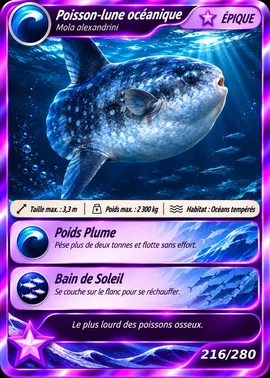 Poisson-lune océanique
Mola alexandrini
ÉPIQUE
Taille max. : 3,3 m
Poids max. : 2 300 kg
Habitat : Océans tempérés
Poids Plume
Pèse plus de deux tonnes et flotte sans effort.
Bain de Soleil
Se couche sur le flanc pour se réchauffer.
Le plus lourd des poissons osseux.
216/280